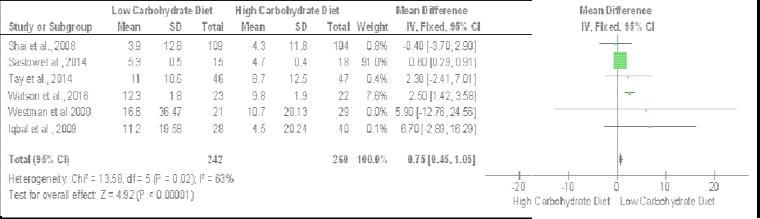 Low Carbohydrate Diet High Carbohydrate Diet Mean Difference Mean Difference
Study or Subgroup Mean SD Total Mean SD Total Weight IV, Fixed, 95% CI IV, Fixed, 95% CI
Shai et al., 2008 3.9 12.8 109 4.3 11.8 104 0.8% -0.40 [-3.70, 2.90]
Saslow et al., 2014 5.3 0.5 15 4.7 0.4 18 91.0% 0.60 [0.29, 0.91]
Tay et al., 2014 11 10.6 46 8.7 12.5 47 2.30 [-2.41, 7.01]
Watson et al., 2016 12.3 1.8 23 9.8 1.9 22 7.6% 2.50 [1.42, 3.58]
Westman et al 2008 16.6 36.47 21 10.7 29 0.0% 5.90 [-12.76, 24.56]
Iqbal et al., 2009 11.2 19.58 28 4.5 20.24 40 0.1% 6.70 [-2.89, 16.29]
Total (95% CI) 242 260 100.0% 0.75 [0.45, 1.05]
Heterogeneity: Chi² = 13.58, df = 5 (P = 0.02); I² = 63%
Test for overall effect: Z = 4.92 (P < 0.00001)
-20 -10 0 10 20
High Carbohydrate Diet Low Carbohydrate Diet